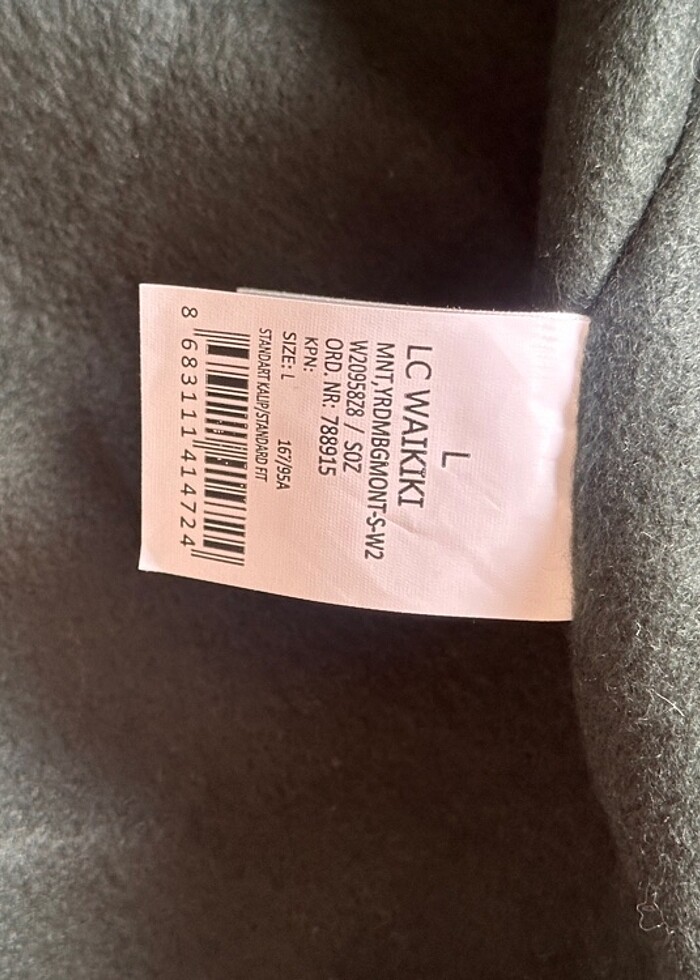 L
LC WAIKIKI
MNT,YRDMBGMONT-S-W2
W2095Z8 / S0Z
ORD. NR: 788915
KPN:
SIZE: L 167/95A
STANDART KALIP/STANDARD FIT
8 683111 414724